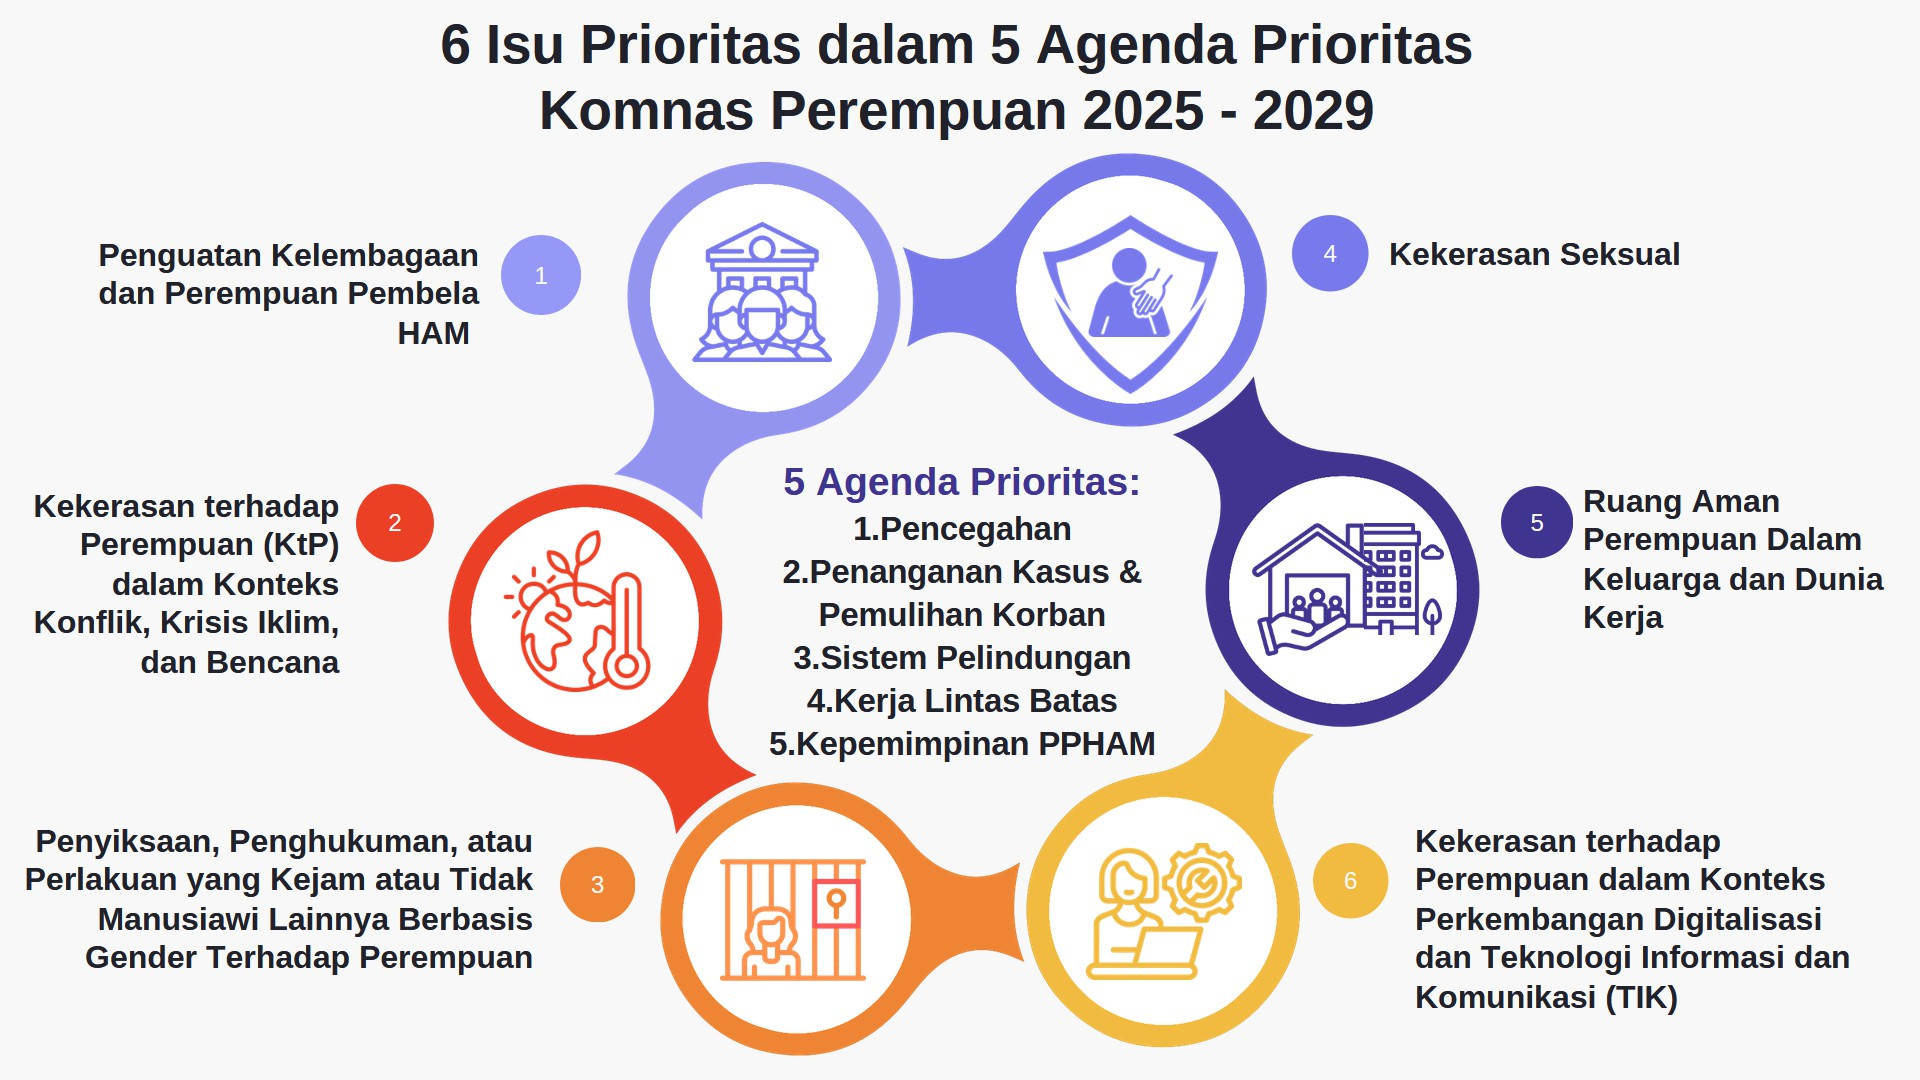 6 Isu Prioritas dalam 5 Agenda Prioritas
Komnas Perempuan 2025 - 2029
Penguatan Kelembagaan
dan Perempuan Pembela
HAM
1
Kekerasan terhadap
Perempuan (KtP)
dalam Konteks
Konflik, Krisis Iklim,
dan Bencana
2
Penyiksaan, Penghukuman, atau
Perlakuan yang Kejam atau Tidak
Manusiawi Lainnya Berbasis
Gender Terhadap Perempuan
3
5 Agenda Prioritas:
1.Pencegahan
2.Penanganan Kasus &
Pemulihan Korban
3.Sistem Pelindungan
4.Kerja Lintas Batas
5.Kepemimpinan PPHAM
4
Kekerasan Seksual
5
Ruang Aman
Perempuan Dalam
Keluarga dan Dunia
Kerja
6
Kekerasan terhadap
Perempuan dalam Konteks
Perkembangan Digitalisasi
dan Teknologi Informasi dan
Komunikasi (TIK)